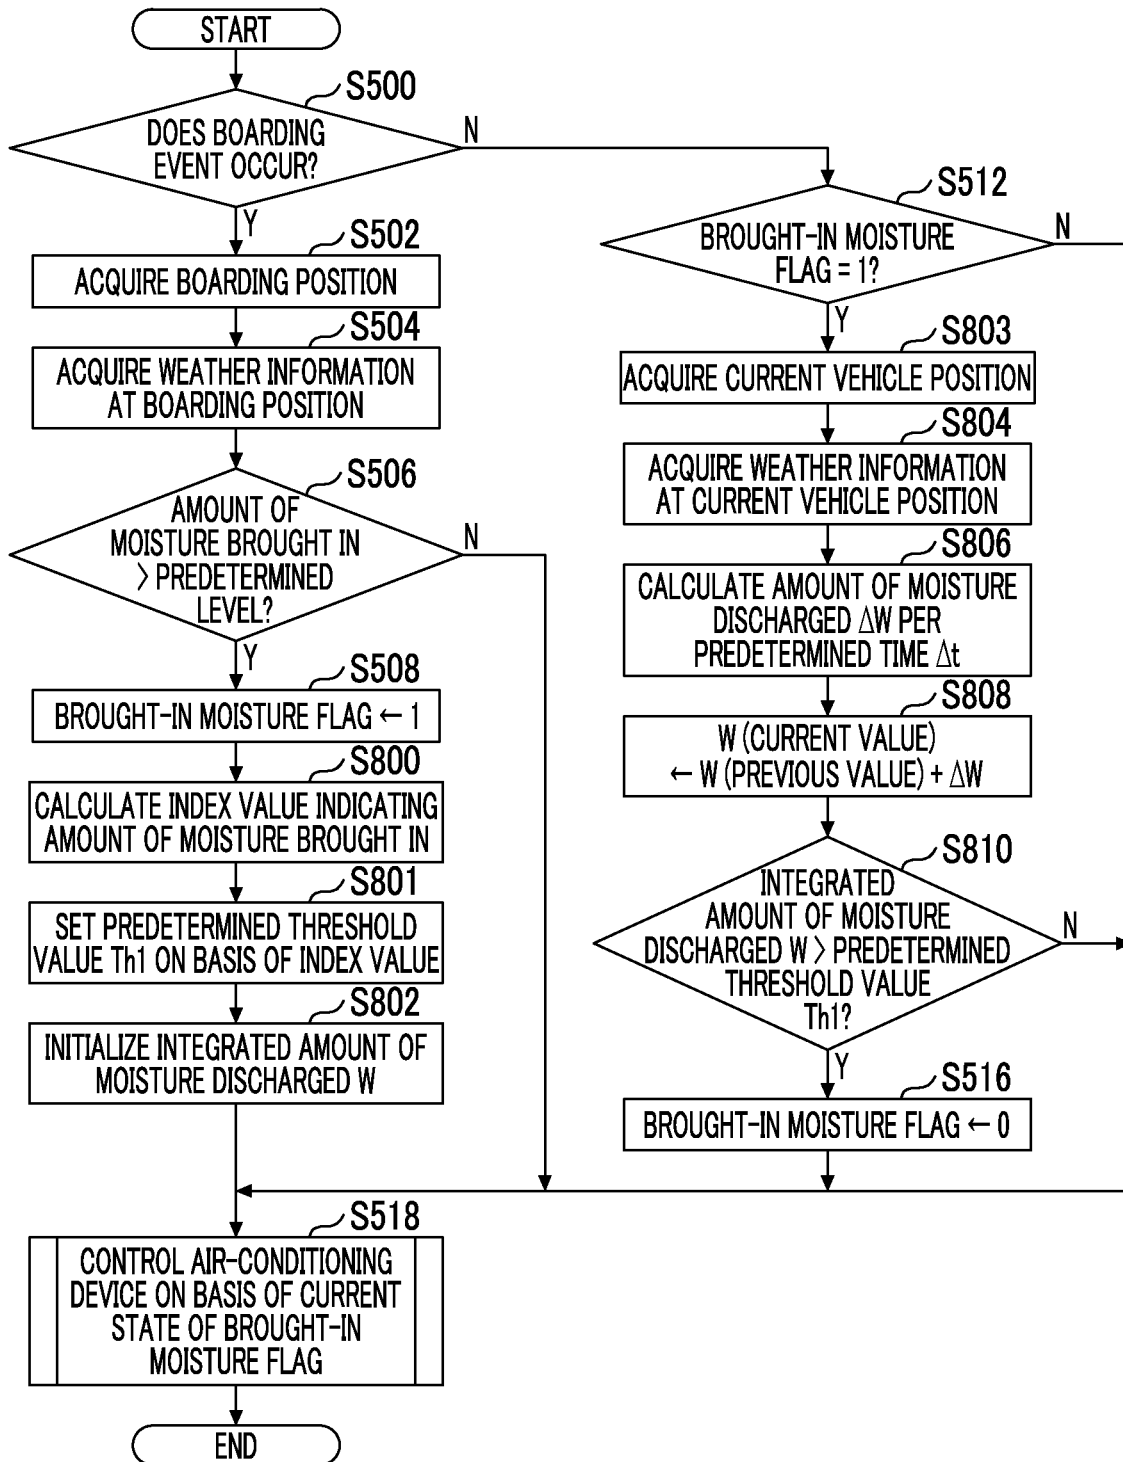 START
S500
DOES BOARDING
EVENT OCCUR?
N
Y
S502
ACQUIRE BOARDING POSITION
S504
ACQUIRE WEATHER INFORMATION
AT BOARDING POSITION
S506
AMOUNT OF
MOISTURE BROUGHT IN
> PREDETERMINED
LEVEL?
N
Y
S508
BROUGHT-IN MOISTURE FLAG ← 1
S800
CALCULATE INDEX VALUE INDICATING
AMOUNT OF MOISTURE BROUGHT IN
S801
SET PREDETERMINED THRESHOLD
VALUE Th1 ON BASIS OF INDEX VALUE
S802
INITIALIZE INTEGRATED AMOUNT OF
MOISTURE DISCHARGED W
S512
BROUGHT-IN MOISTURE
FLAG = 1?
N
Y
S803
ACQUIRE CURRENT VEHICLE POSITION
S804
ACQUIRE WEATHER INFORMATION
AT CURRENT VEHICLE POSITION
S806
CALCULATE AMOUNT OF MOISTURE
DISCHARGED ΔW PER
PREDETERMINED TIME Δt
S808
W (CURRENT VALUE)
← W (PREVIOUS VALUE) + ΔW
S810
INTEGRATED
AMOUNT OF MOISTURE
DISCHARGED W > PREDETERMINED
THRESHOLD VALUE
Th1?
N
Y
S516
BROUGHT-IN MOISTURE FLAG ← 0
S518
CONTROL AIR-CONDITIONING
DEVICE ON BASIS OF CURRENT
STATE OF BROUGHT-IN
MOISTURE FLAG
END